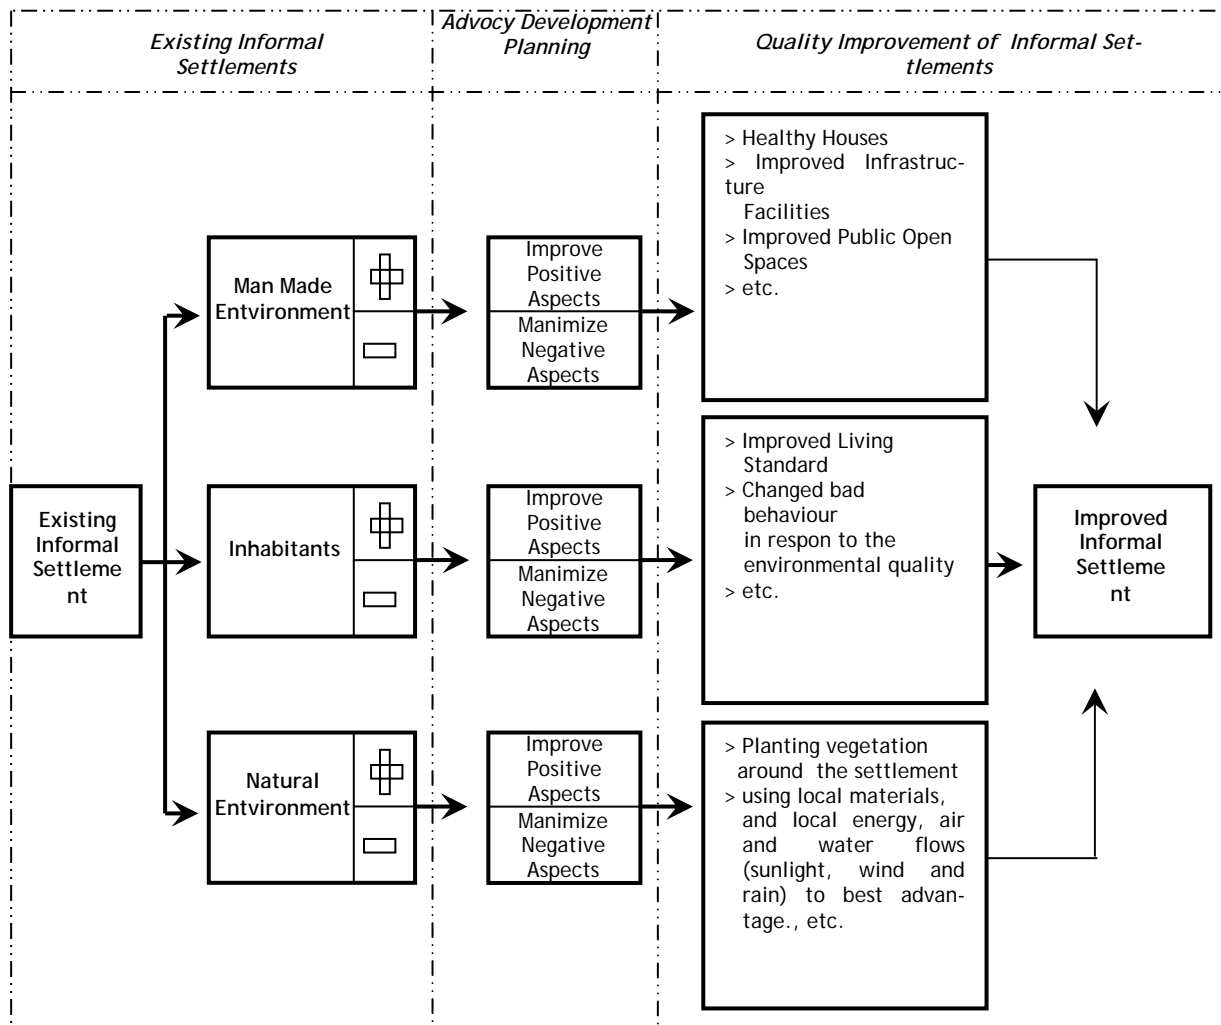 Existing Informal
Settlements
Advocy Development
Planning
Quality Improvement of Informal Set-
tlements
Existing
Informal
Settleme
nt
Man Made
Entvironment
Improve
Positive
Aspects
Manimize
Negative
Aspects
> Healthy Houses
> Improved Infrastruc-
ture
Facilities
> Improved Public Open
Spaces
> etc.
Inhabitants
Improve
Positive
Aspects
Manimize
Negative
Aspects
> Improved Living
Standard
> Changed bad
behaviour
in respon to the
environmental quality
> etc.
Natural
Entvironment
Improve
Positive
Aspects
Manimize
Negative
Aspects
> Planting vegetation
around the settlement
> using local materials,
and local energy, air
and water flows
(sunlight, wind and
rain) to best advan-
tage., etc.
Improved
Informal
Settleme
nt